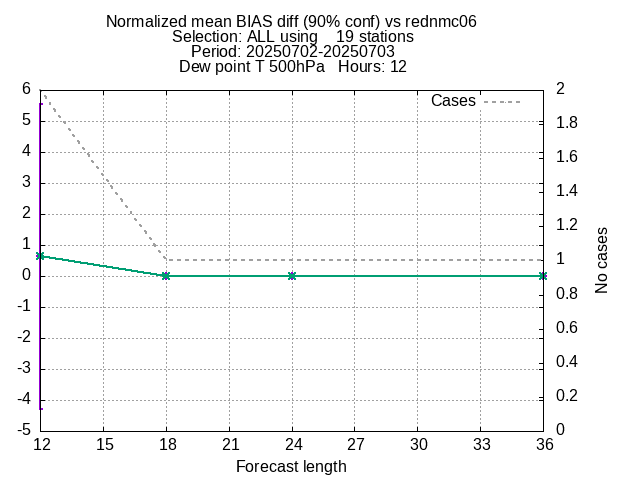 Normalized mean BIAS diff (90% conf) vs rednmc06
Selection: ALL using    19 stations
Period: 20250702-20250703
Dew point T 500hPa   Hours: 12
Cases
6
5
4
3
2
1
0
-1
-2
-3
-4
-5
2
1.8
1.6
1.4
1.2
1
0.8
0.6
0.4
0.2
0
No cases
12 15 18 21 24 27 30 33 36
Forecast length